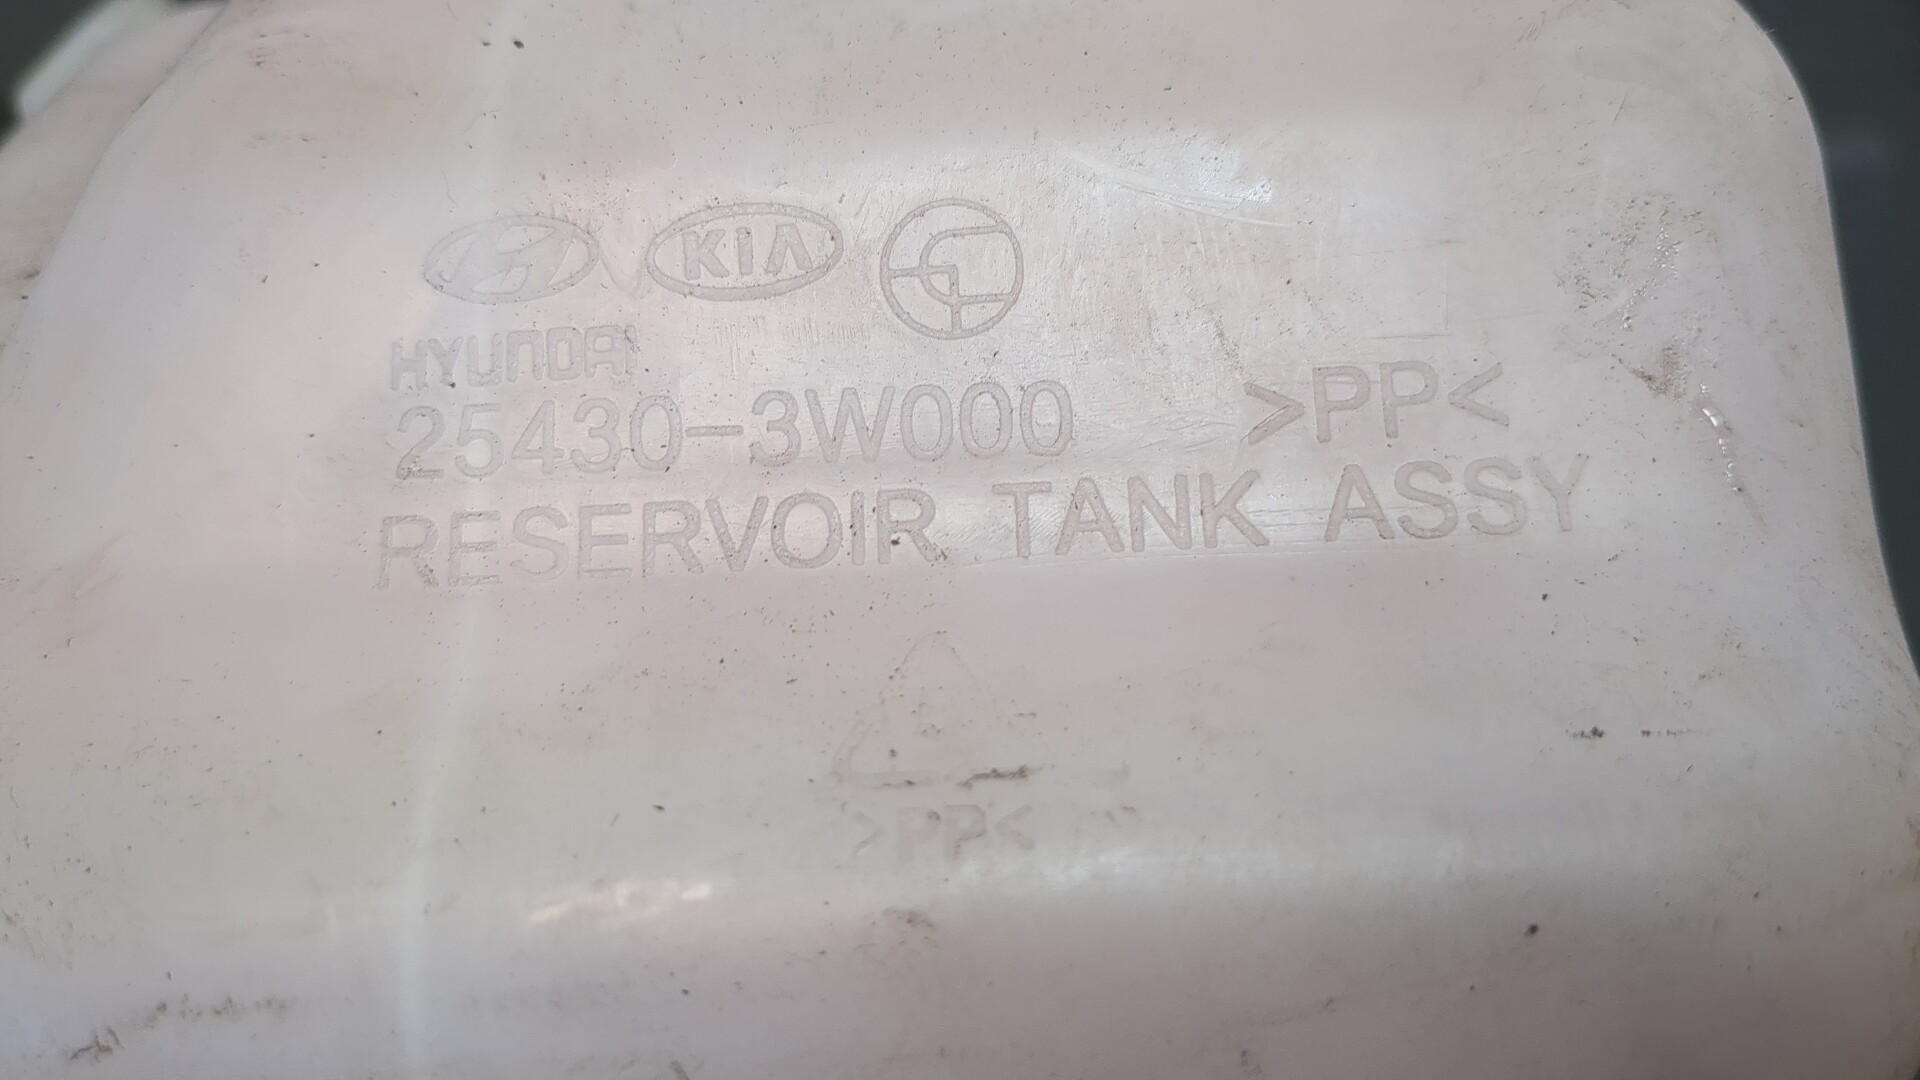 KIA
HYUNDAI
25430-3W000 >PP<
RESERVOIR TANK ASSY
>PP<